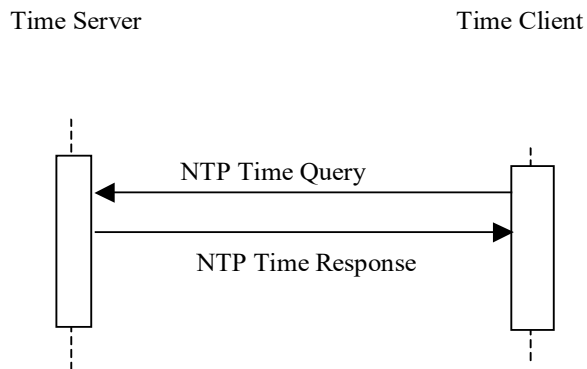 Time Server
Time Client
NTP Time Query
NTP Time Response